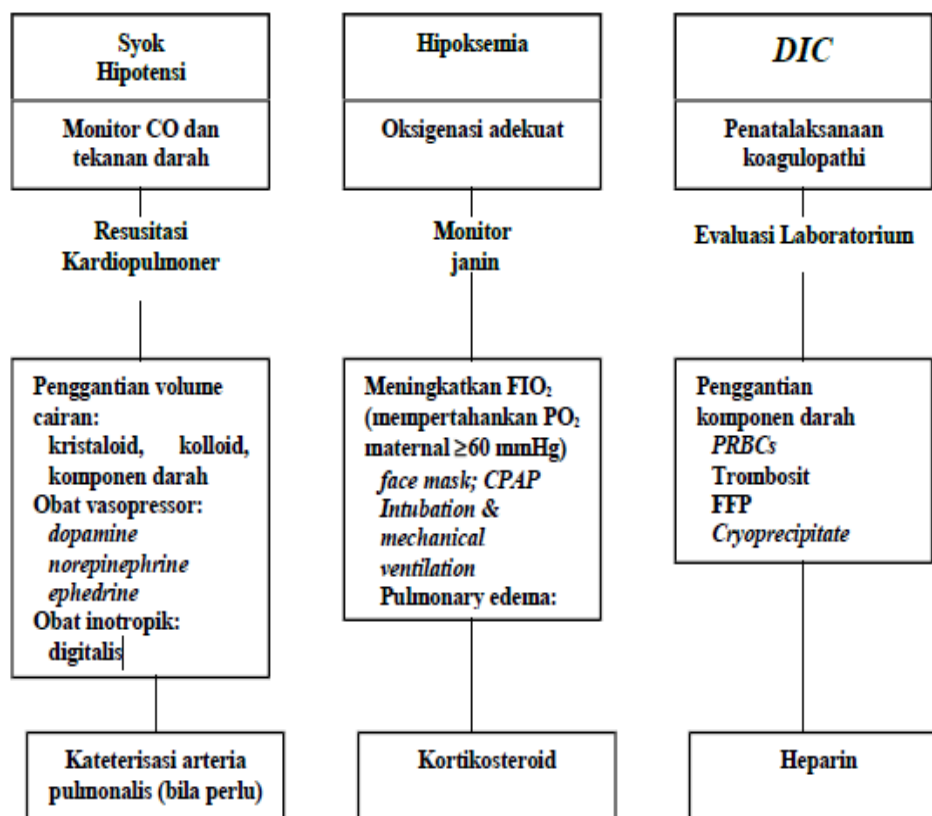 Syok
Hipotensi
Monitor CO dan
tekanan darah
Resusitasi
Kardiopulmoner
Penggantian volume
cairan:
kristaloid, kolloid,
komponen darah
Obat vasopressor:
dopamine
norepinephrine
ephedrine
Obat inotropik:
digitalis
Kateterisasi arteria
pulmonalis (bila perlu)
Hipoksemia
Oksigenasi adekuat
Monitor
janin
Meningkatkan FIO₂
(mempertahankan PO₂
maternal ≥60 mmHg)
face mask; CPAP
Intubation &
mechanical
ventilation
Pulmonary edema:
Kortikosteroid
DIC
Penatalaksanaan
koagulopathi
Evaluasi Laboratorium
Penggantian
komponen darah
PRBCs
Trombosit
FFP
Cryoprecipitate
Heparin